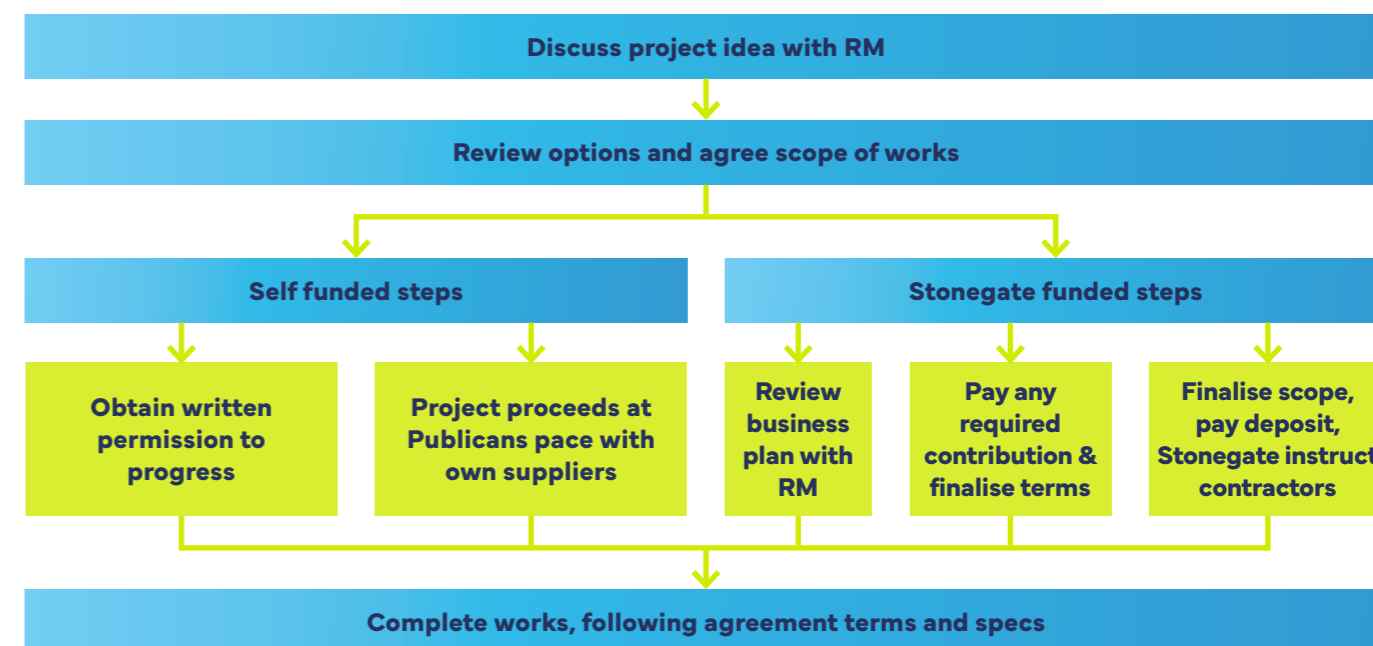 Discuss project idea with RM
Review options and agree scope of works
Self funded steps
Stonegate funded steps
Obtain written
permission to
progress
Project proceeds at
Publicans pace with
own suppliers
Review
business
plan with
RM
Pay any
required
contribution &
finalise terms
Finalise scope,
pay deposit,
Stonegate instruct
contractors
Complete works, following agreement terms and specs